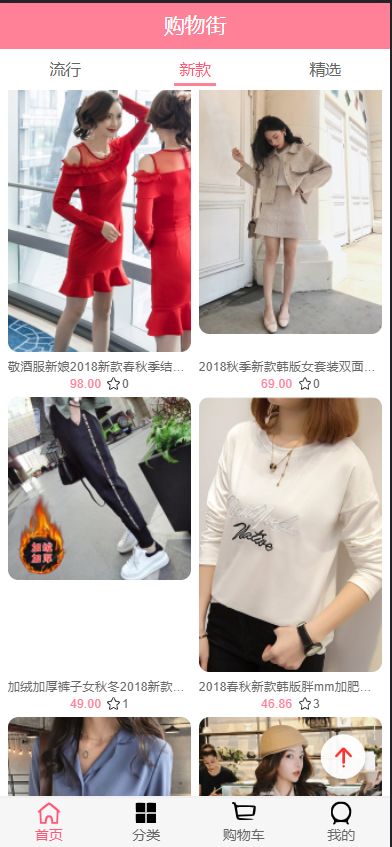 购物街
流行
新款
精选
敬酒服新娘2018新款春秋季结...
98.00 0
2018秋季新款韩版女套装双面...
69.00 0
加绒
加厚
加绒加厚裤子女秋冬2018新款...
49.00 1
Native
2018春秋新款韩版胖mm加肥...
46.86 3
首页
分类
购物车
我的